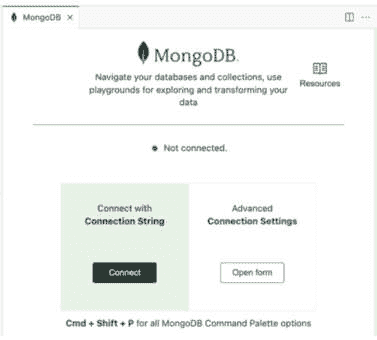 MongoDB
MongoDB.
Navigate your databases and collections, use
playgrounds for exploring and transforming your
data
Resources
Not connected.
Connect with
Connection String
Connect
Advanced
Connection Settings
Open form
Cmd + Shift + P for all MongoDB Command Palette options